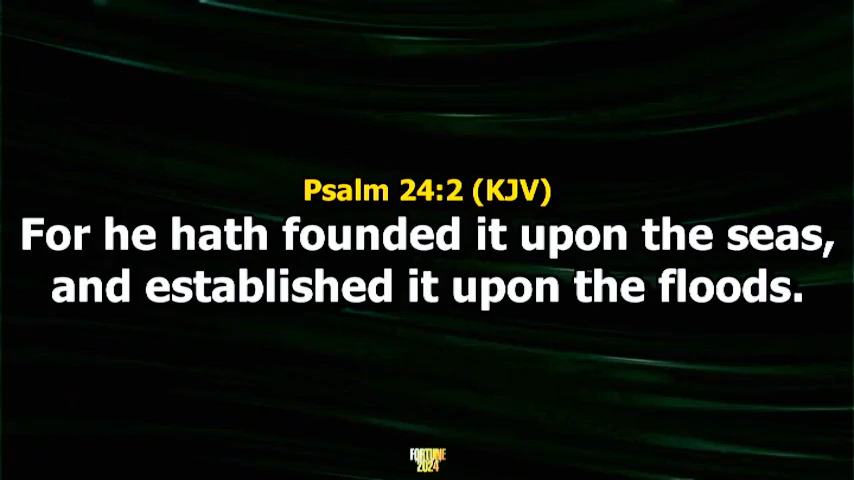 Psalm 24:2 (KJV)
For he hath founded it upon the seas,
and established it upon the floods.
FORTUNE
2024